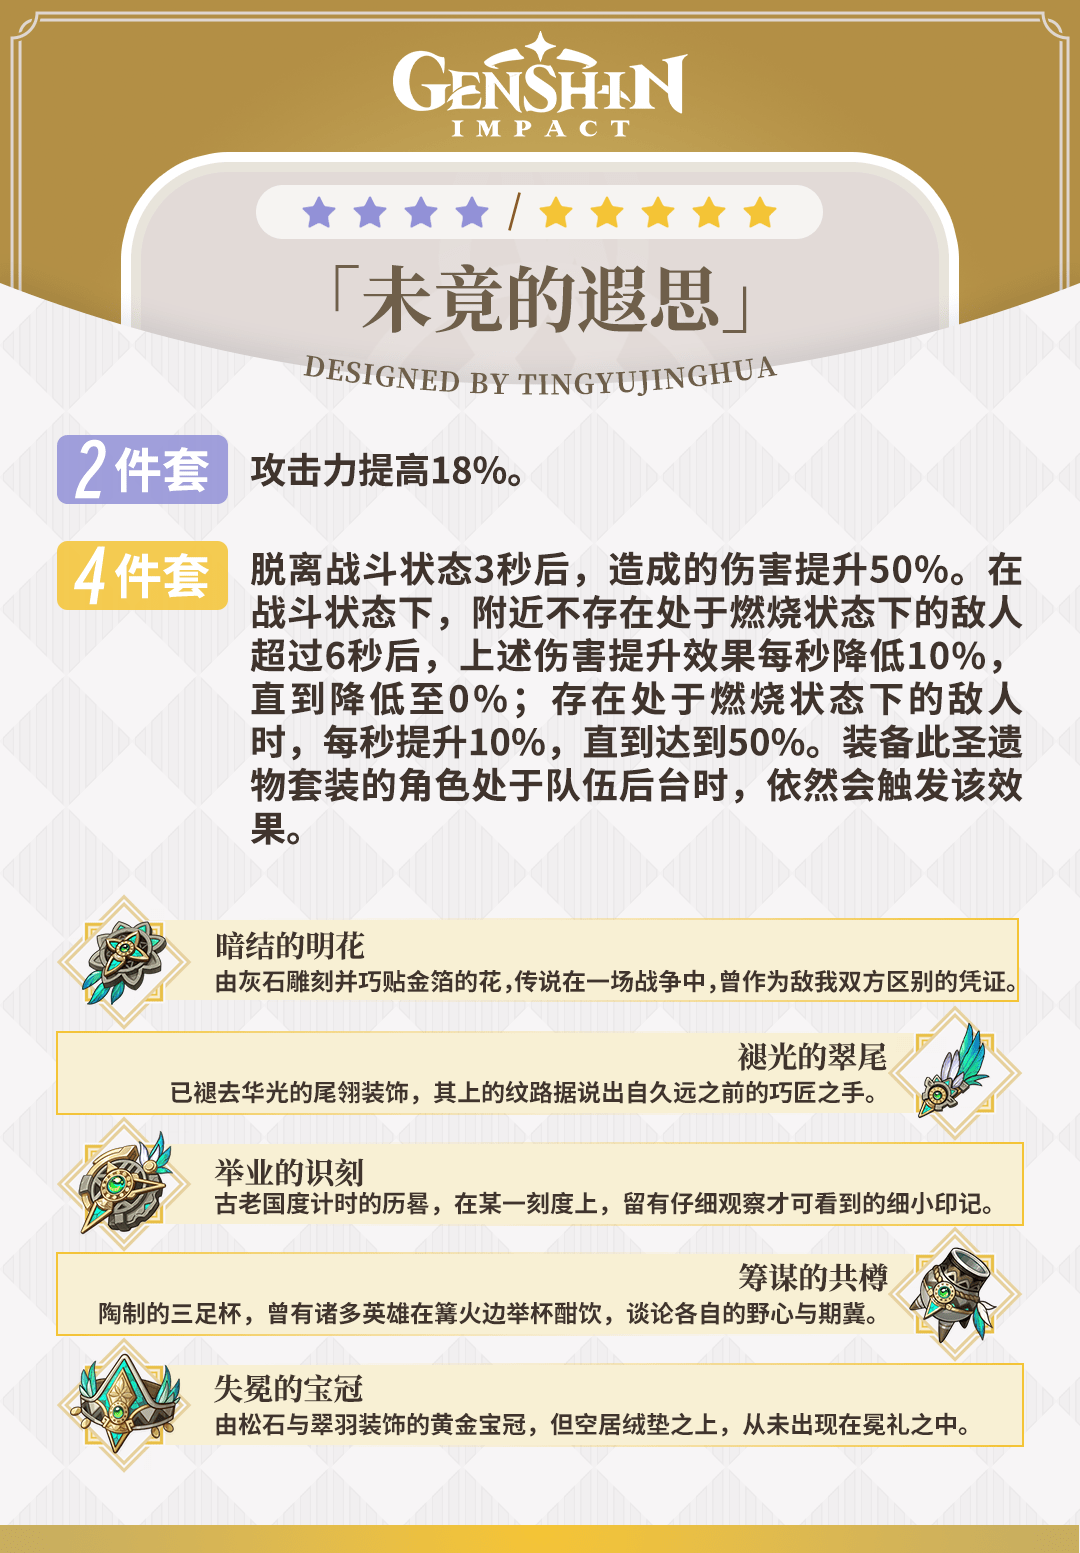 GENSHIN
IMPACT
「未竟的遐思」
DESIGNED BY TINGYUJINGHUA
2件套
攻击力提高18%。
4件套
脱离战斗状态3秒后，造成的伤害提升50%。在
战斗状态下，附近不存在处于燃烧状态下的敌人
超过6秒后，上述伤害提升效果每秒降低10%，
直到降低至0%；存在处于燃烧状态下的敌人
时，每秒提升10%，直到达到50%。装备此圣遗
物套装的角色处于队伍后台时，依然会触发该效
果。
暗结的明花
由灰石雕刻并巧贴金箔的花，传说在一场战争中，曾作为敌我双方区别的凭证。
褪光的翠尾
已褪去华光的尾翎装饰，其上的纹路据说出自久远之前的巧匠之手。
举业的识刻
古老国度计时的历晷，在某一刻度上，留有仔细观察才可看到的细小印记。
筹谋的共樽
陶制的三足杯，曾有诸多英雄在篝火边举杯酣饮，谈论各自的野心与期冀。
失冕的宝冠
由松石与翠羽装饰的黄金宝冠，但空居绒垫之上，从未出现在冕礼之中。